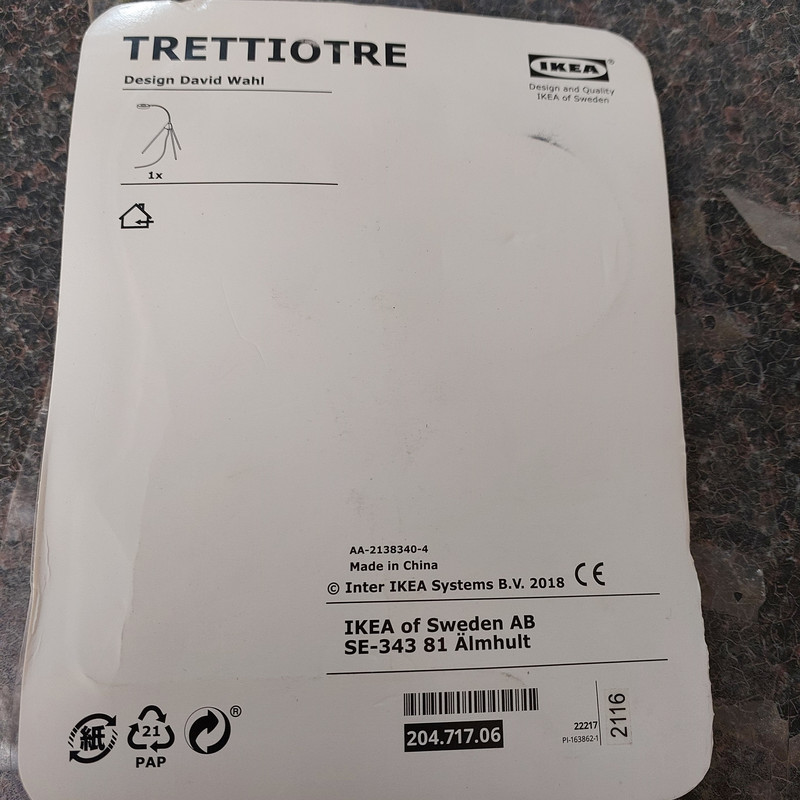 TRETTIOTRE
Design David Wahl
IKEA®
Design and Quality
IKEA of Sweden
1x
AA-2138340-4
Made in China
© Inter IKEA Systems B.V. 2018 CE
IKEA of Sweden AB
SE-343 81 Älmhult
紙
21
PAP
®
204.717.06
22217
PI-163862-1
2116